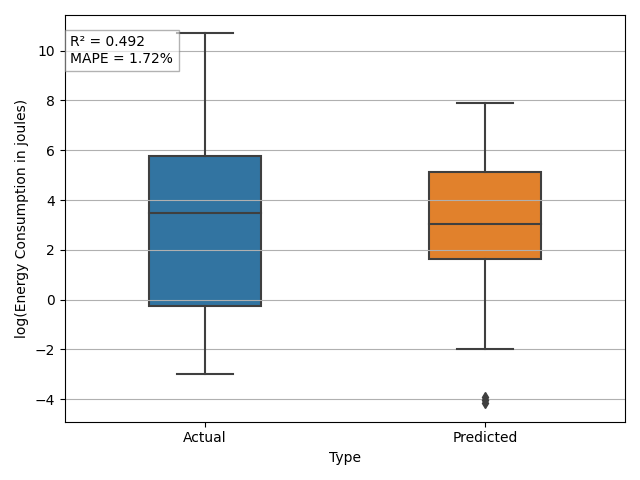 R² = 0.492
MAPE = 1.72%
10
8
6
4
2
0
−2
−4
log(Energy Consumption in joules)
Actual
Predicted
Type